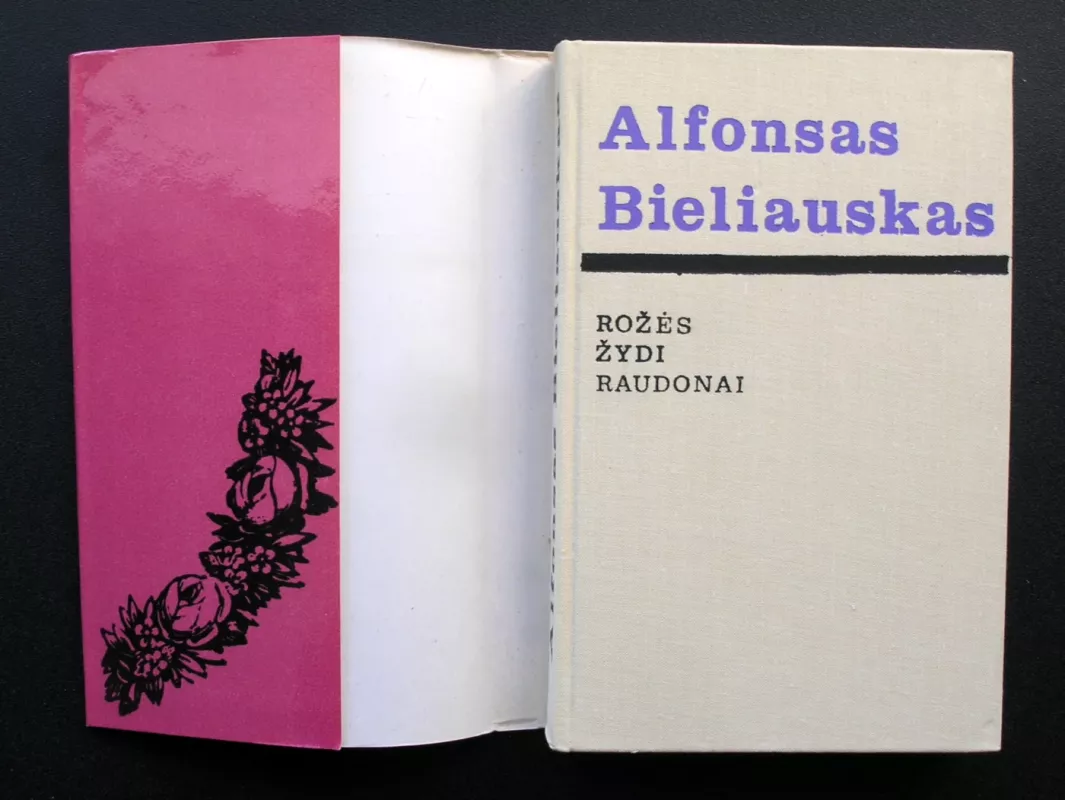 Alfonsas
Bieliauskas
ROŽĖS
ŽYDI
RAUDONAI